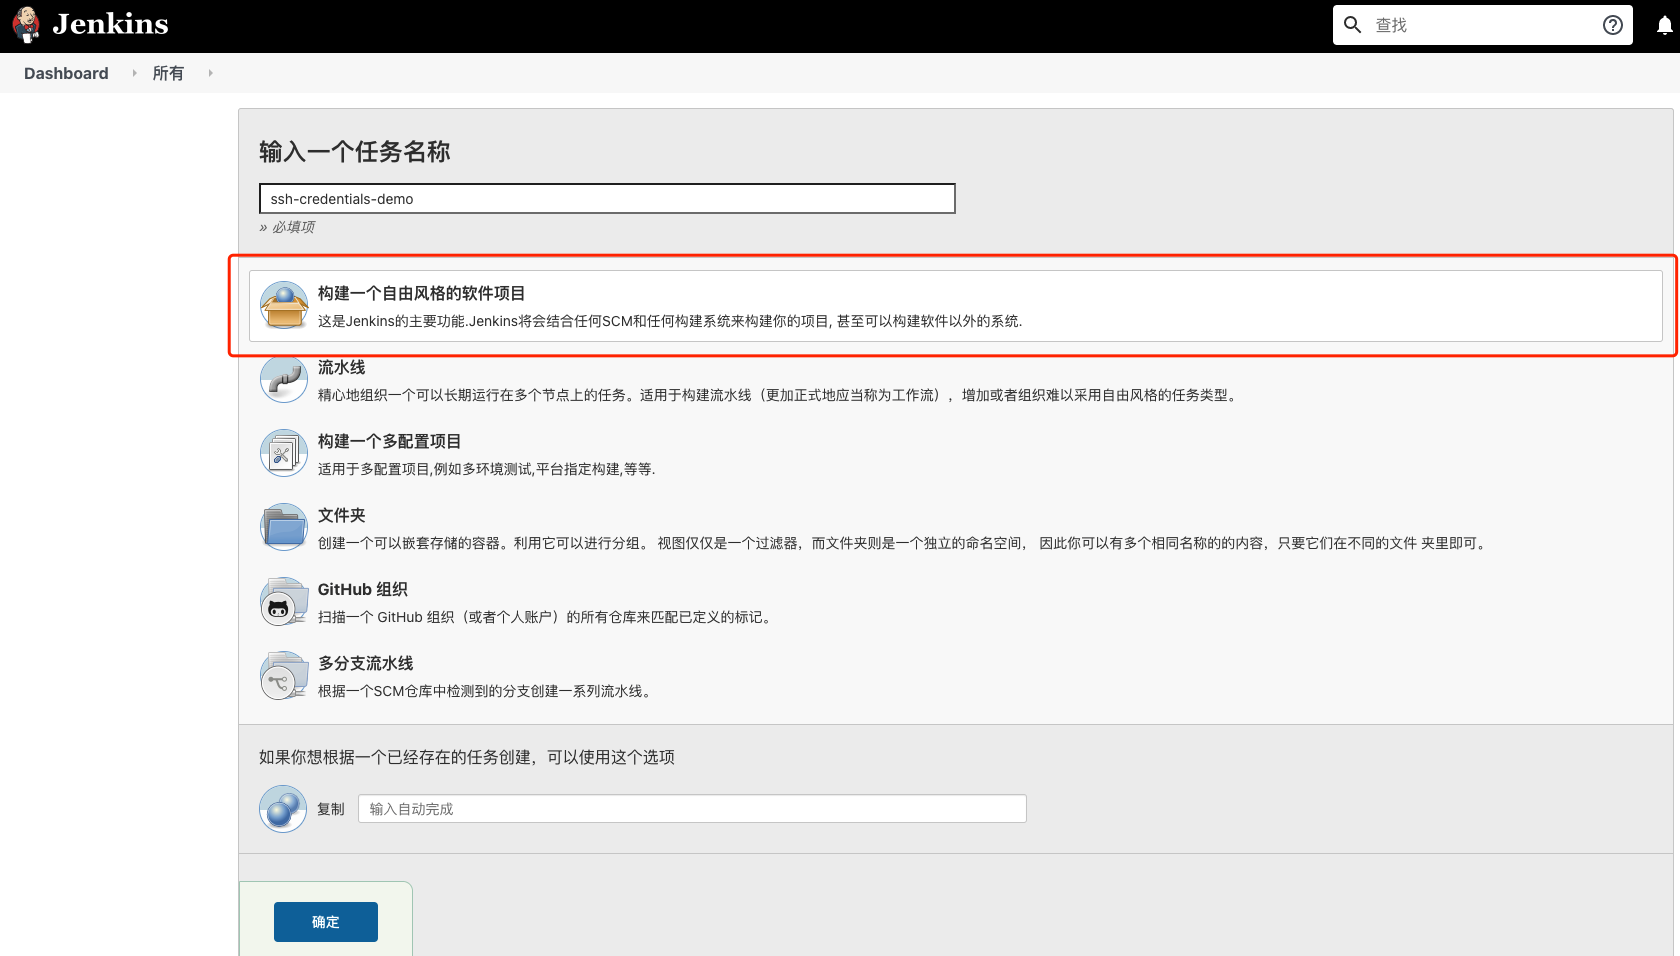 Jenkins
查找
Dashboard
所有
输入一个任务名称
ssh-credentials-demo
» 必填项
构建一个自由风格的软件项目
这是Jenkins的主要功能.Jenkins将会结合任何SCM和任何构建系统来构建你的项目, 甚至可以构建软件以外的系统.
流水线
精心地组织一个可以长期运行在多个节点上的任务。适用于构建流水线（更加正式地应当称为工作流），增加或者组织难以采用自由风格的任务类型。
构建一个多配置项目
适用于多配置项目,例如多环境测试,平台指定构建,等等.
文件夹
创建一个可以嵌套存储的容器。利用它可以进行分组。 视图仅仅是一个过滤器，而文件夹则是一个独立的命名空间， 因此你可以有多个相同名称的的内容，只要它们在不同的文件 夹里即可。
GitHub 组织
扫描一个 GitHub 组织（或者个人账户）的所有仓库来匹配已定义的标记。
多分支流水线
根据一个SCM仓库中检测到的分支创建一系列流水线。
如果你想根据一个已经存在的任务创建，可以使用这个选项
复制
输入自动完成
确定